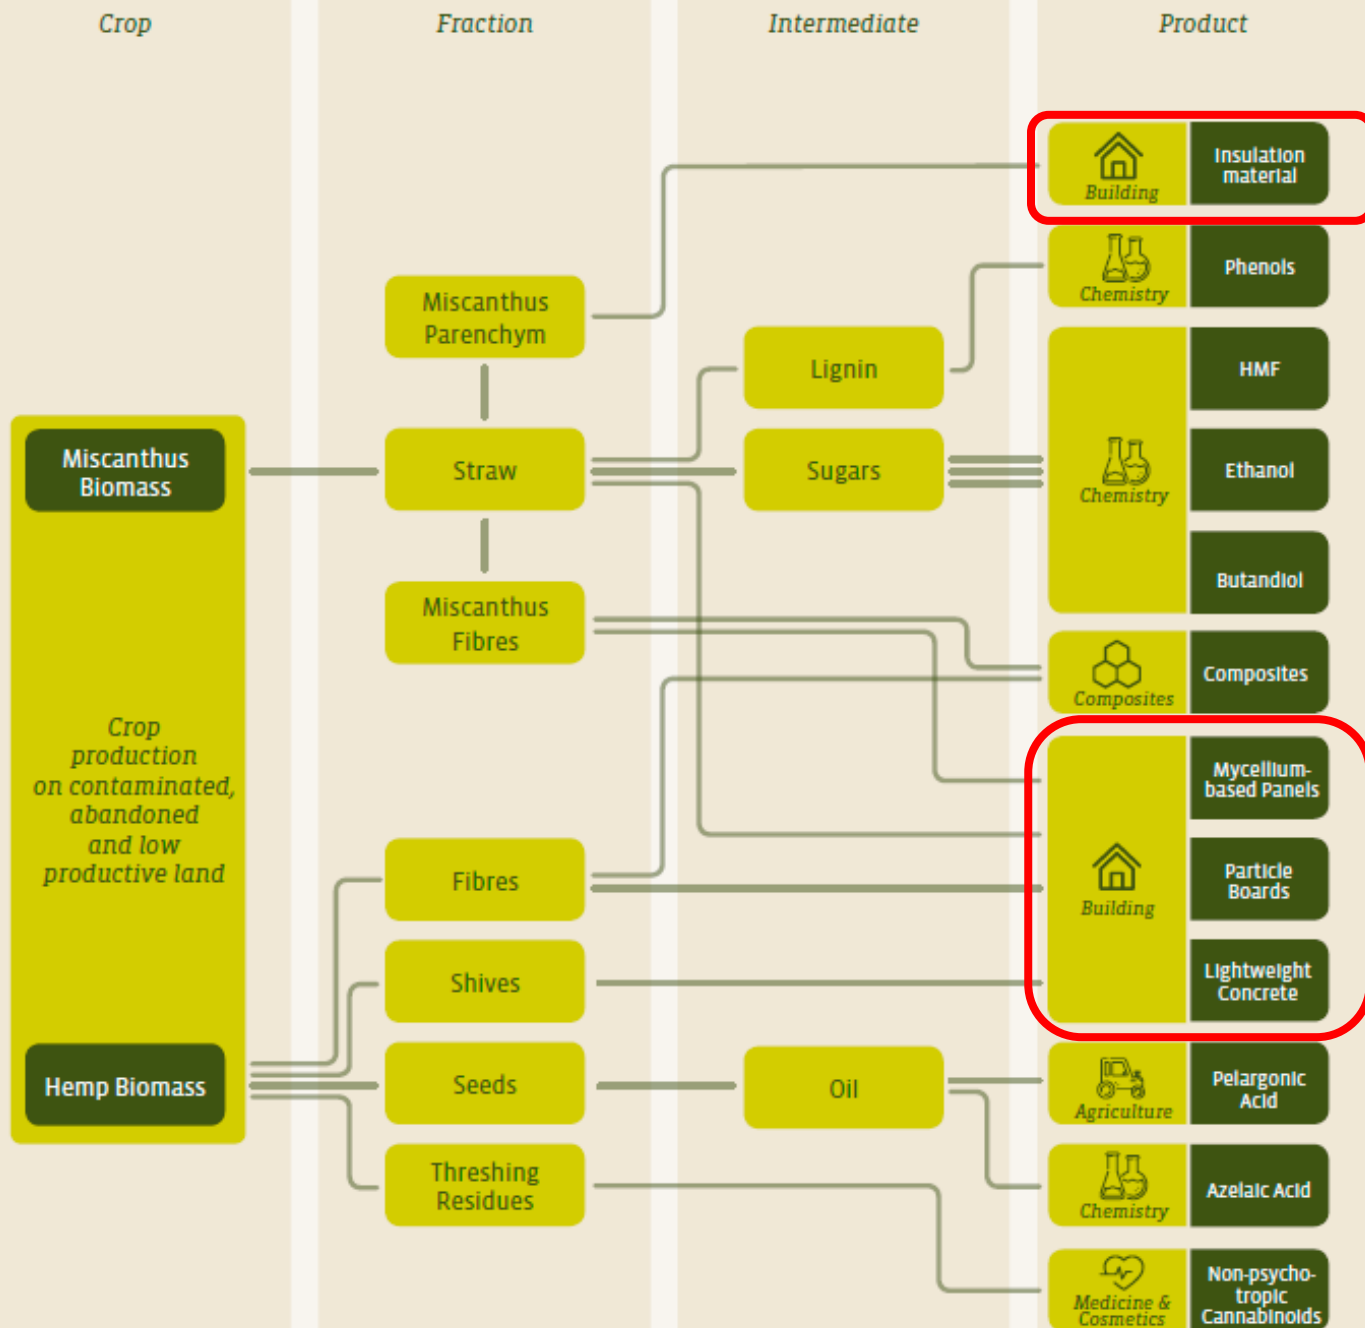 Crop
Fraction
Intermediate
Product
Insulation
material
Building
Phenols
Chemistry
Miscanthus
Parenchym
Lignin
HMF
Miscanthus
Biomass
Straw
Sugars
Chemistry
Ethanol
Butandiol
Miscanthus
Fibres
Composites
Composites
Crop
production
on contaminated,
abandoned
and low
productive land
Mycelium-
based Panels
Fibres
Building
Particle
Boards
Shives
Lightweight
Concrete
Hemp Biomass
Seeds
Oil
Agriculture
Pelargonic
Acid
Threshing
Residues
Chemistry
Azelaic Acid
Medicine &
Cosmetics
Non-psycho-
tropic
Cannabinoids